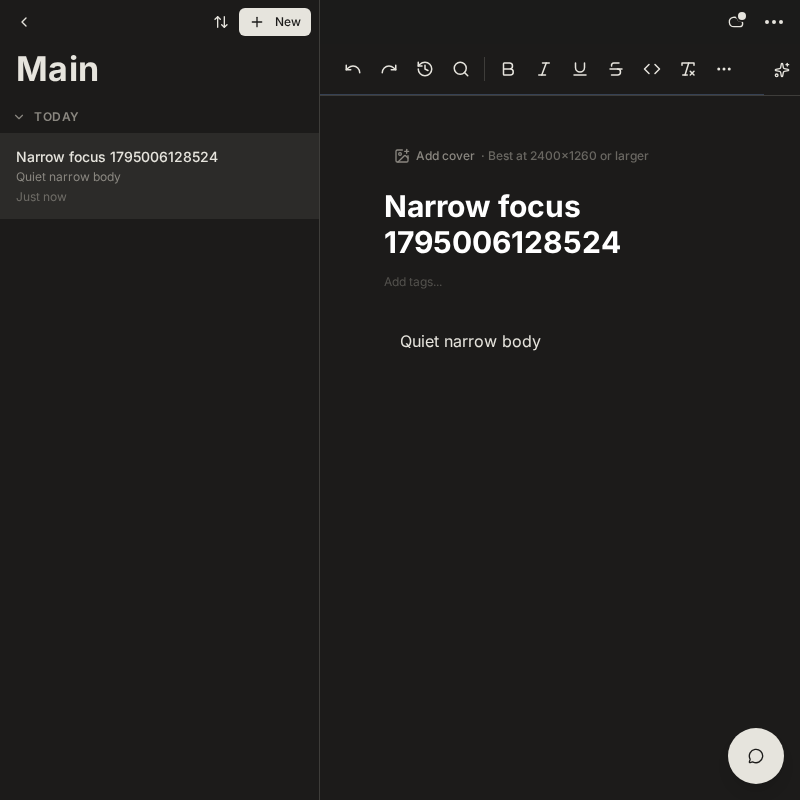 New
Main
TODAY
Narrow focus 1795006128524
Quiet narrow body
Just now
Add cover · Best at 2400×1260 or larger
Narrow focus
1795006128524
Add tags...
Quiet narrow body